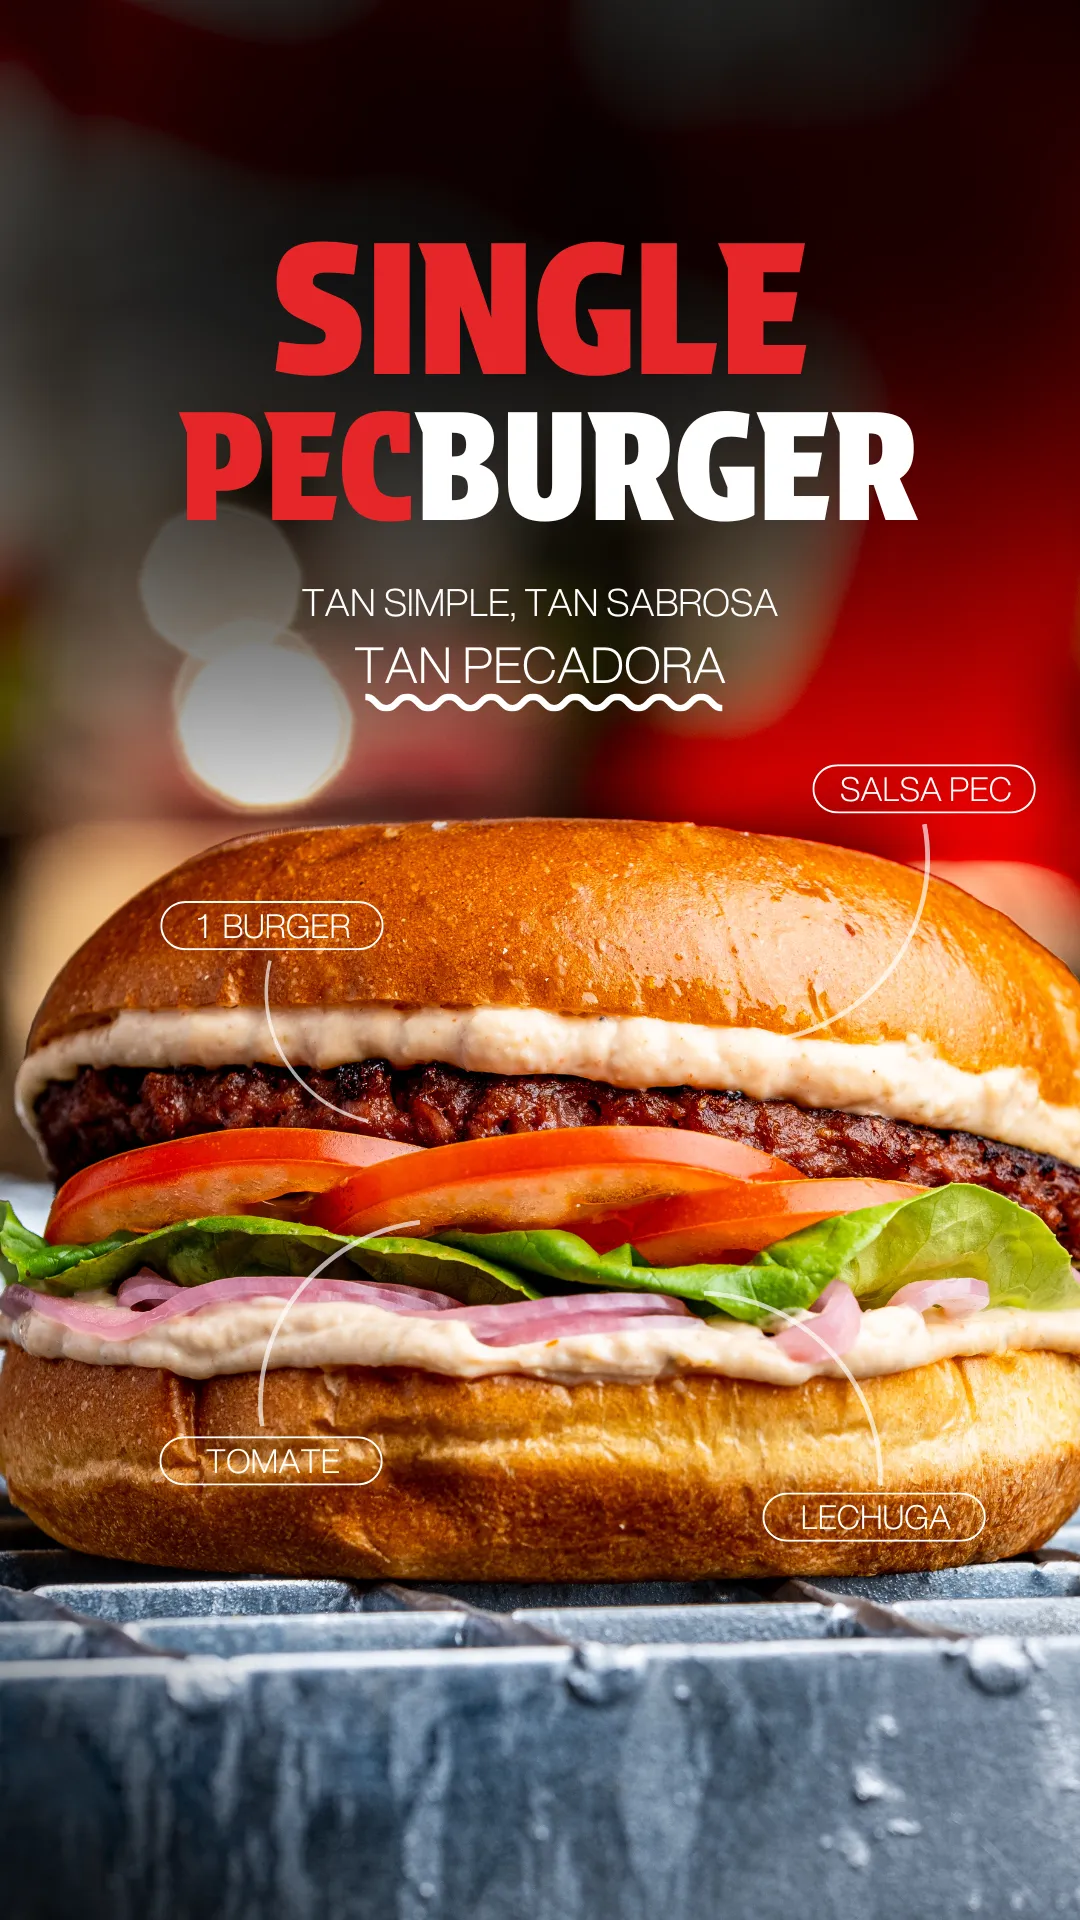 SINGLE
PECBURGER
TAN SIMPLE, TAN SABROSA
TAN PECADORA
SALSA PEC
1 BURGER
TOMATE
LECHUGA